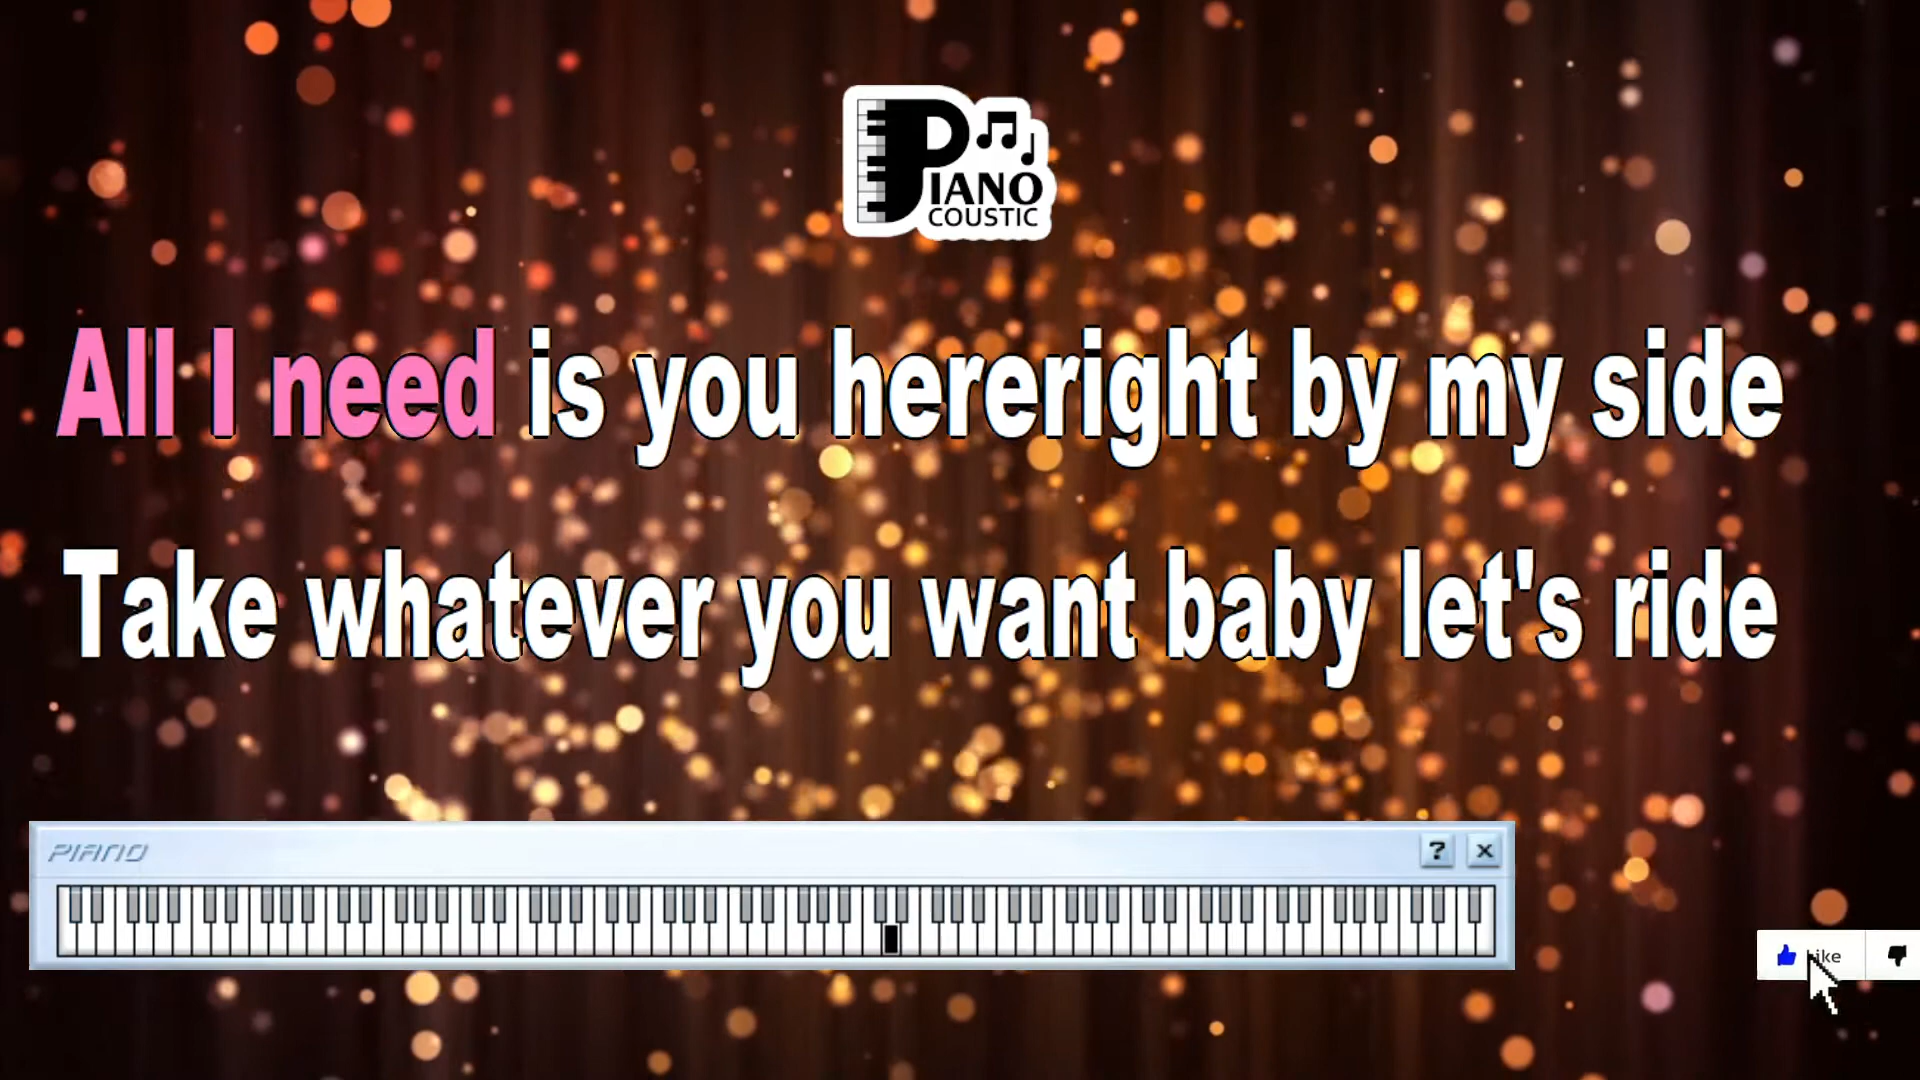 PIANO
COUSTIC
All I need is you hereright by my side
Take whatever you want baby let's ride
PIANO
? x
Like